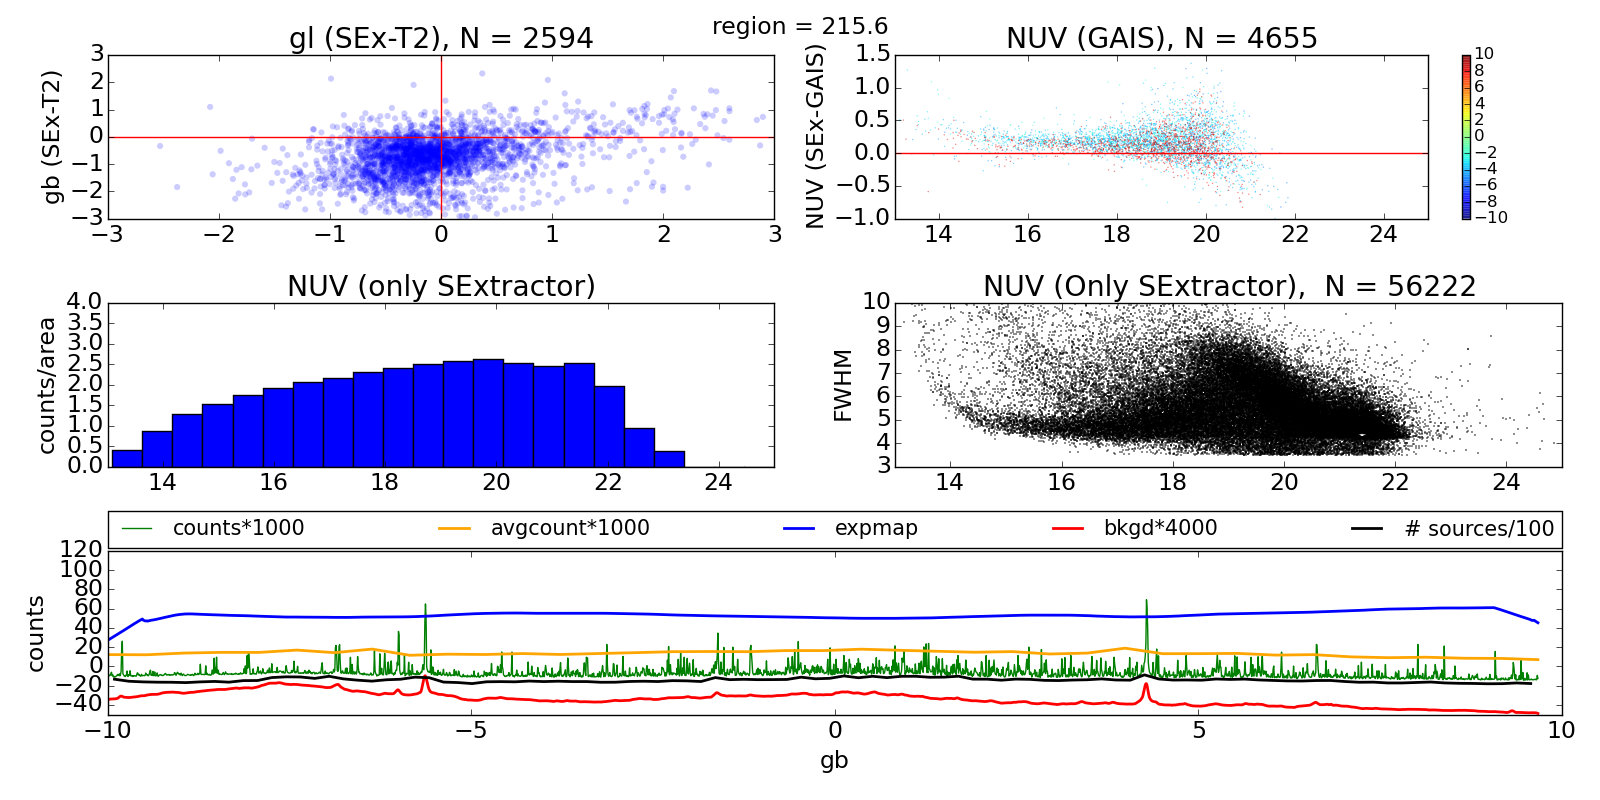 region = 215.6
gl (SEx-T2), N = 2594
gb (SEx-T2)
3
2
1
0
−1
−2
−3
−3 −2 −1 0 1 2 3
NUV (GAIS), N = 4655
NUV (SEx-GAIS)
1.5
1.0
0.5
0.0
−0.5
−1.0
14 16 18 20 22 24
10
8
6
4
2
0
−2
−4
−6
−8
−10
NUV (only SExtractor)
counts/area
4.0
3.5
3.0
2.5
2.0
1.5
1.0
0.5
0.0
14 16 18 20 22 24
NUV (Only SExtractor), N = 56222
FWHM
10
9
8
7
6
5
4
3
14 16 18 20 22 24
counts*1000 avgcount*1000 expmap bkgd*4000 # sources/100
counts
120
100
80
60
40
20
0
−20
−40
−10 −5 0 5 10
gb